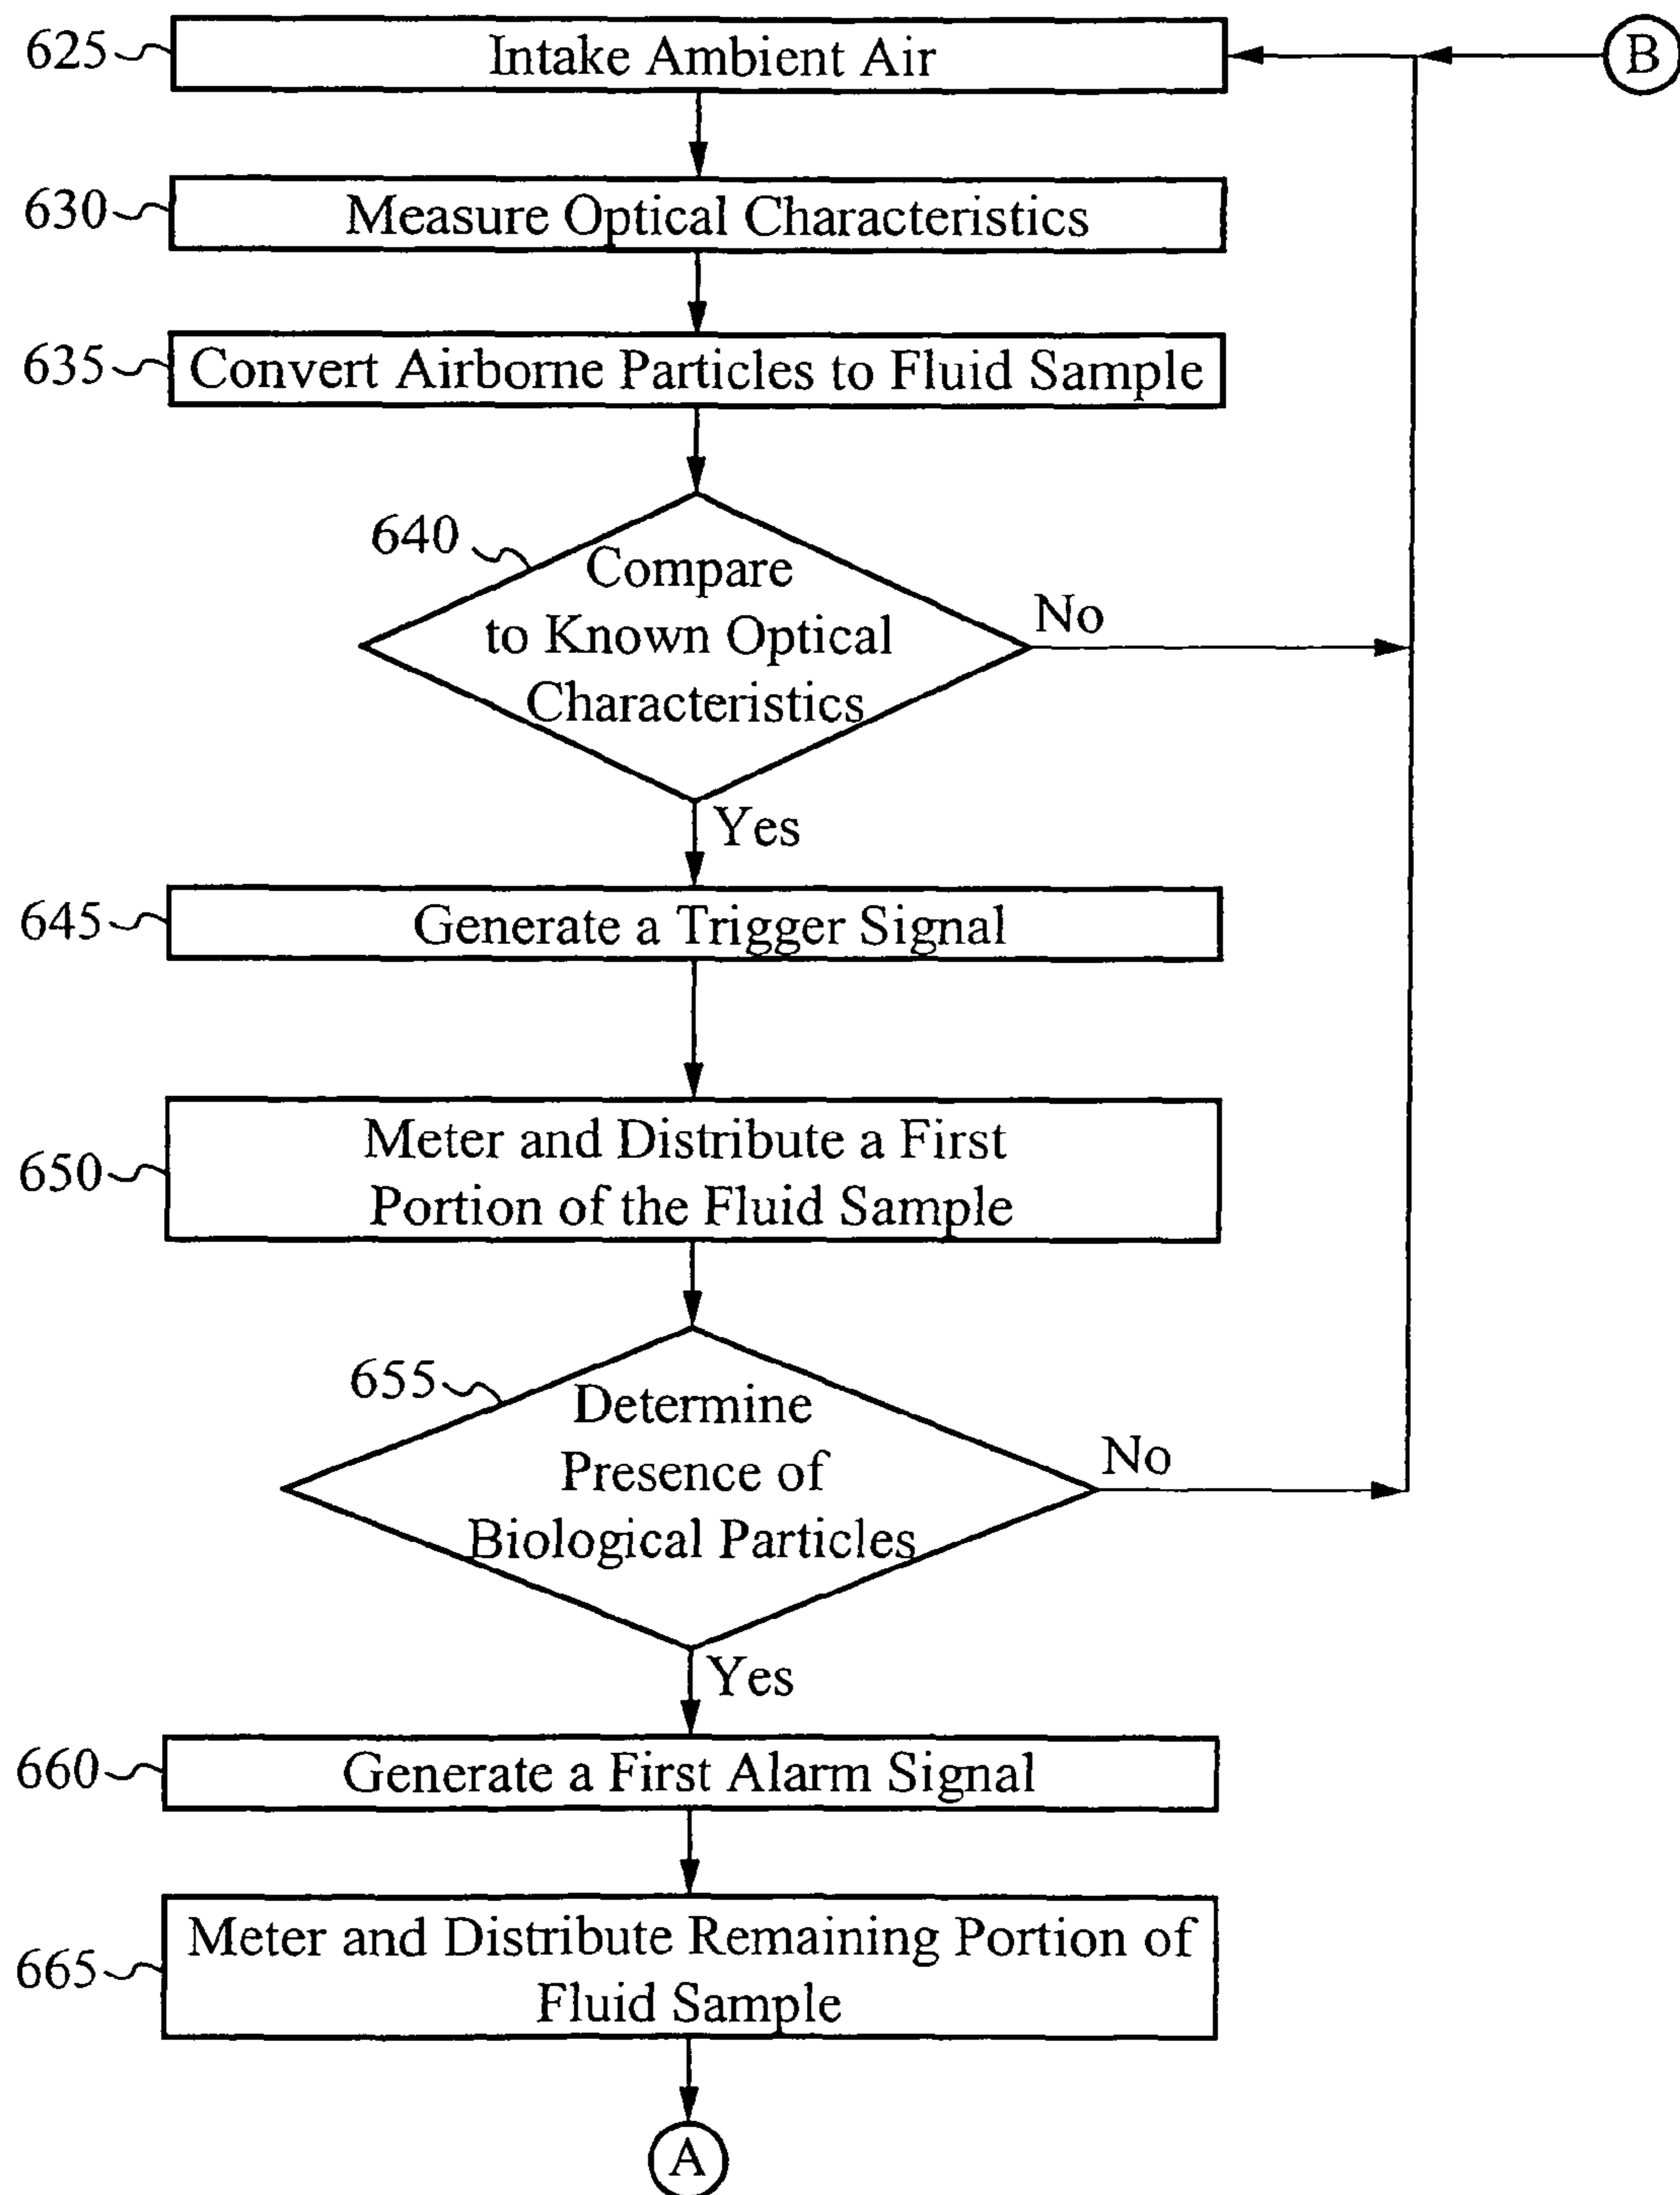 625
Intake Ambient Air
B
630
Measure Optical Characteristics
635
Convert Airborne Particles to Fluid Sample
640
Compare
to Known Optical
Characteristics
No
Yes
645
Generate a Trigger Signal
650
Meter and Distribute a First
Portion of the Fluid Sample
655
Determine
Presence of
Biological Particles
No
Yes
660
Generate a First Alarm Signal
665
Meter and Distribute Remaining Portion of
Fluid Sample
A